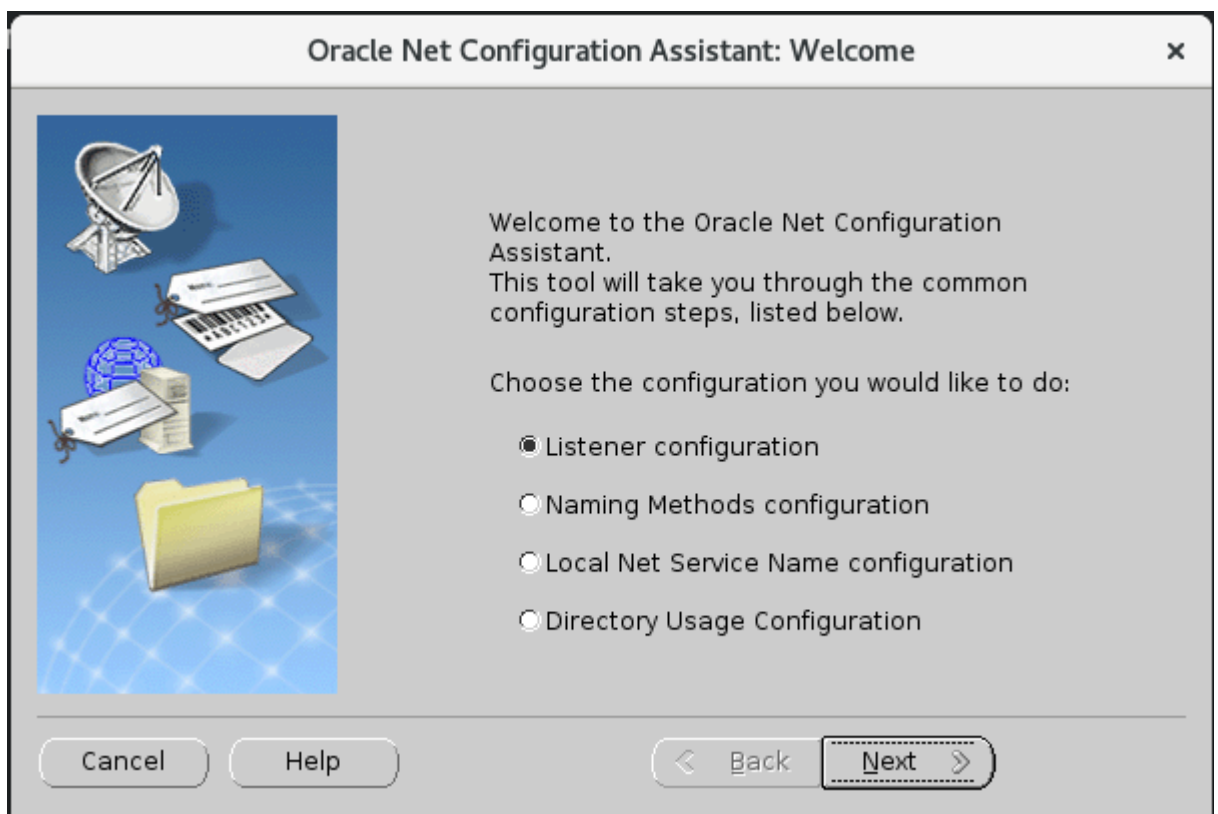 Oracle Net Configuration Assistant: Welcome
Welcome to the Oracle Net Configuration
Assistant.
This tool will take you through the common
configuration steps, listed below.
Choose the configuration you would like to do:
Listener configuration
Naming Methods configuration
Local Net Service Name configuration
Directory Usage Configuration
Cancel
Help
Back
Next